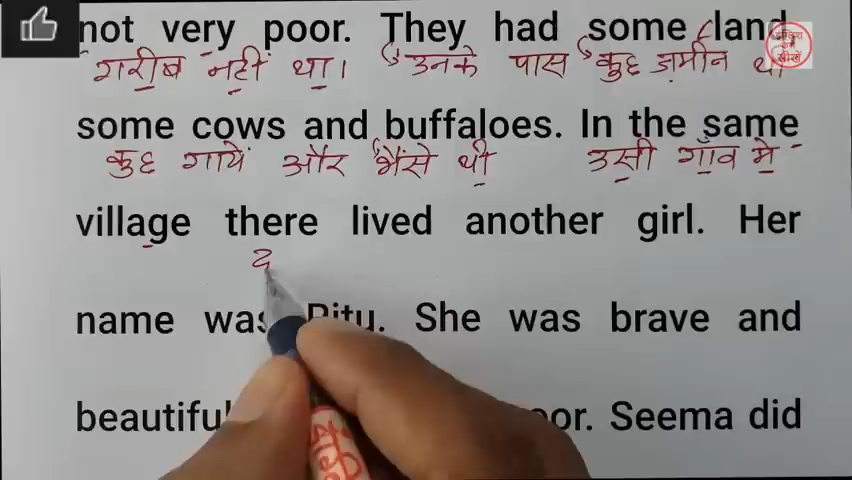 not very poor. They had some land
गरीब नहीं था। उनके पास कुछ ज़मीन थी
some cows and buffaloes. In the same
कुछ गायें और भैंसे थी उसी गाँव मे
village there lived another girl. Her
name was Ritu. She was brave and
beautiful poor. Seema did